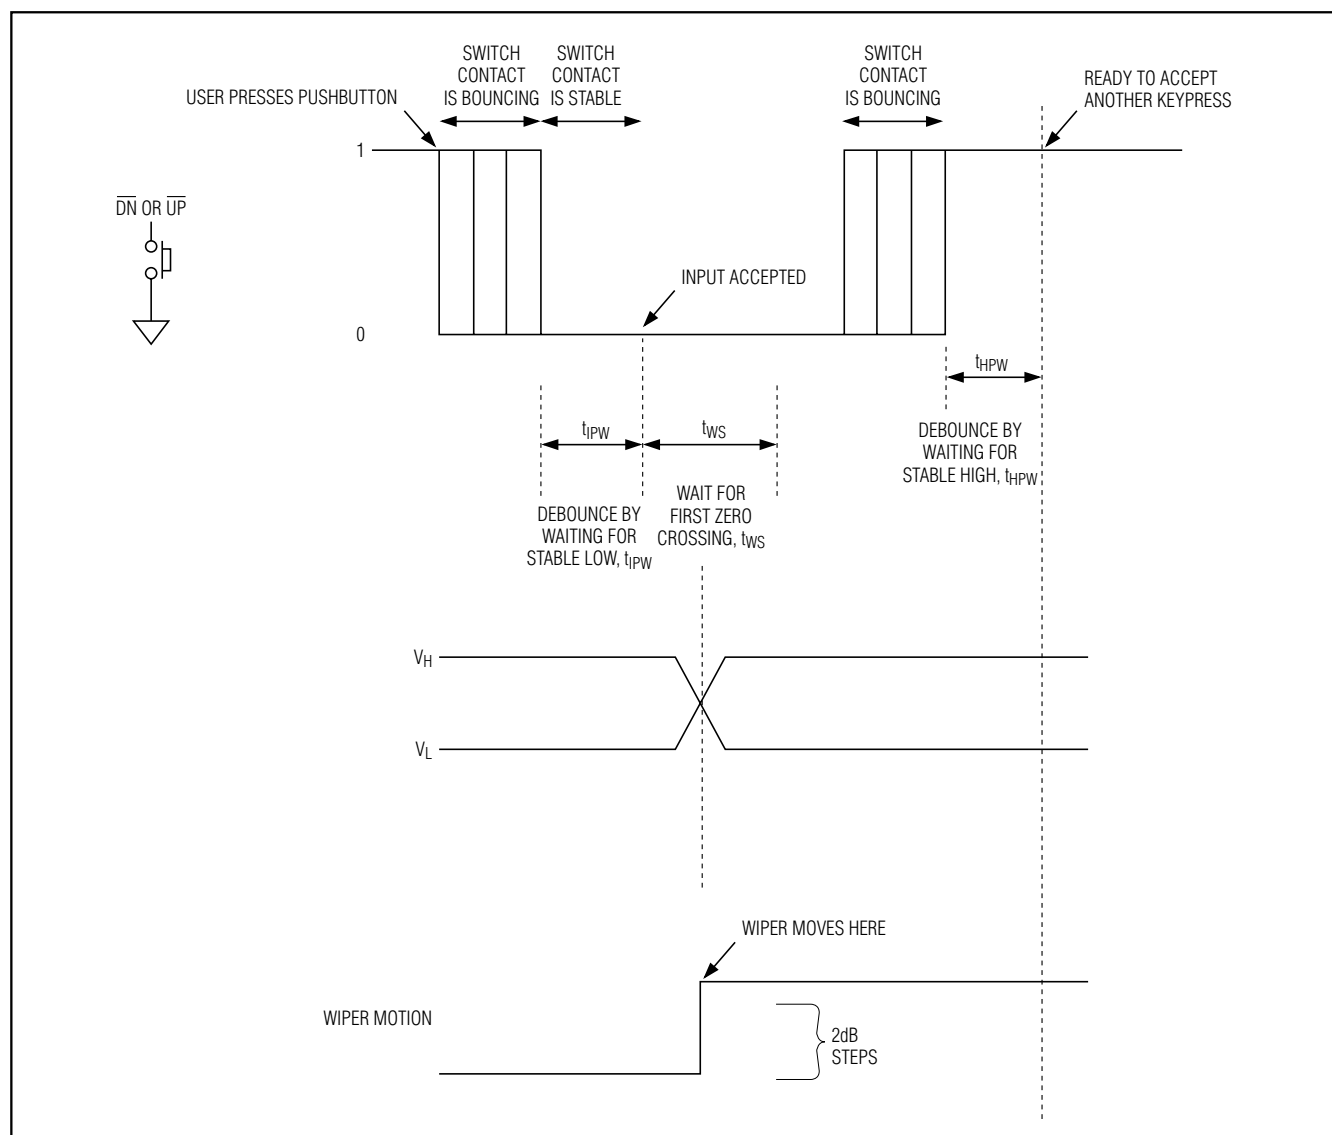 SWITCH
CONTACT
IS BOUNCING
SWITCH
CONTACT
IS STABLE
SWITCH
CONTACT
IS BOUNCING
READY TO ACCEPT
ANOTHER KEYPRESS
USER PRESSES PUSHBUTTON
1
DN OR UP
INPUT ACCEPTED
0
tHPW
tIPW
tWS
DEBOUNCE BY
WAITING FOR
STABLE HIGH, tHPW
WAIT FOR
FIRST ZERO
CROSSING, tWS
DEBOUNCE BY
WAITING FOR
STABLE LOW, tIPW
VH
VL
WIPER MOVES HERE
WIPER MOTION
2dB
STEPS